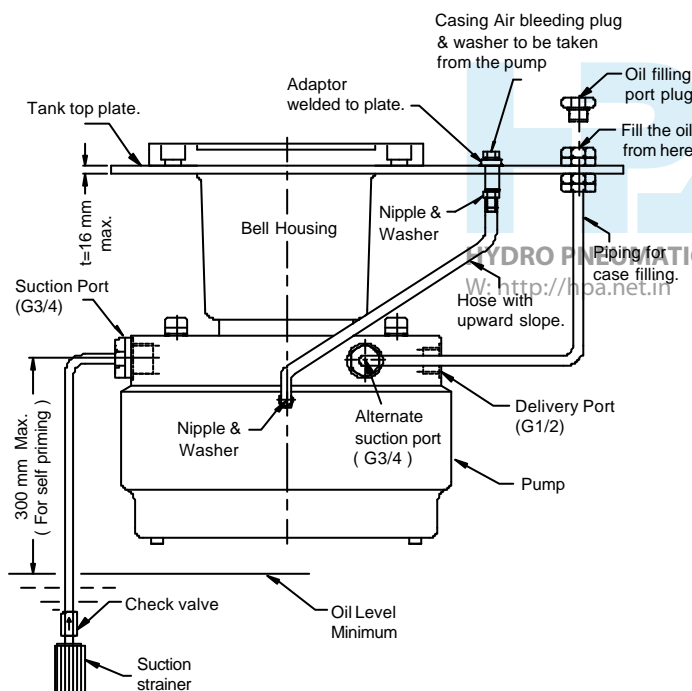 Casing Air bleeding plug
& washer to be taken
from the pump
Oil filling
port plug
Adaptor
welded to plate.
Tank top plate.
Fill the oil
from here
t=16 mm
max.
Bell Housing
Nipple &
Washer
HYDRO PNEUMATIC
W: http://hpa.net.in
Piping for
case filling.
Suction Port
(G3/4)
Hose with
upward slope.
300 mm Max.
( For self priming )
Nipple &
Washer
Alternate
suction port
( G3/4 )
Delivery Port
(G1/2)
Pump
Check valve
Oil Level
Minimum
Suction
strainer